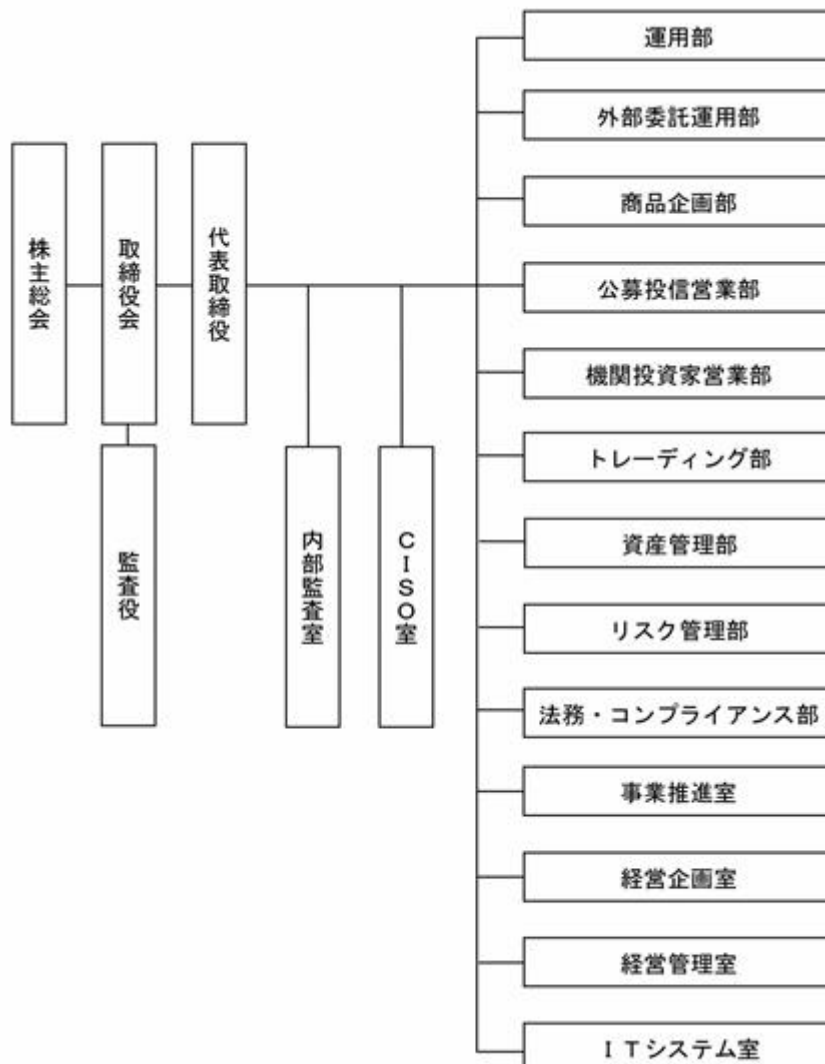 株主総会
取締役会
代表取締役
監査役
内部監査室
CISO室
運用部
外部委託運用部
商品企画部
公募投信営業部
機関投資家営業部
トレーディング部
資産管理部
リスク管理部
法務・コンプライアンス部
事業推進室
経営企画室
経営管理室
ITシステム室